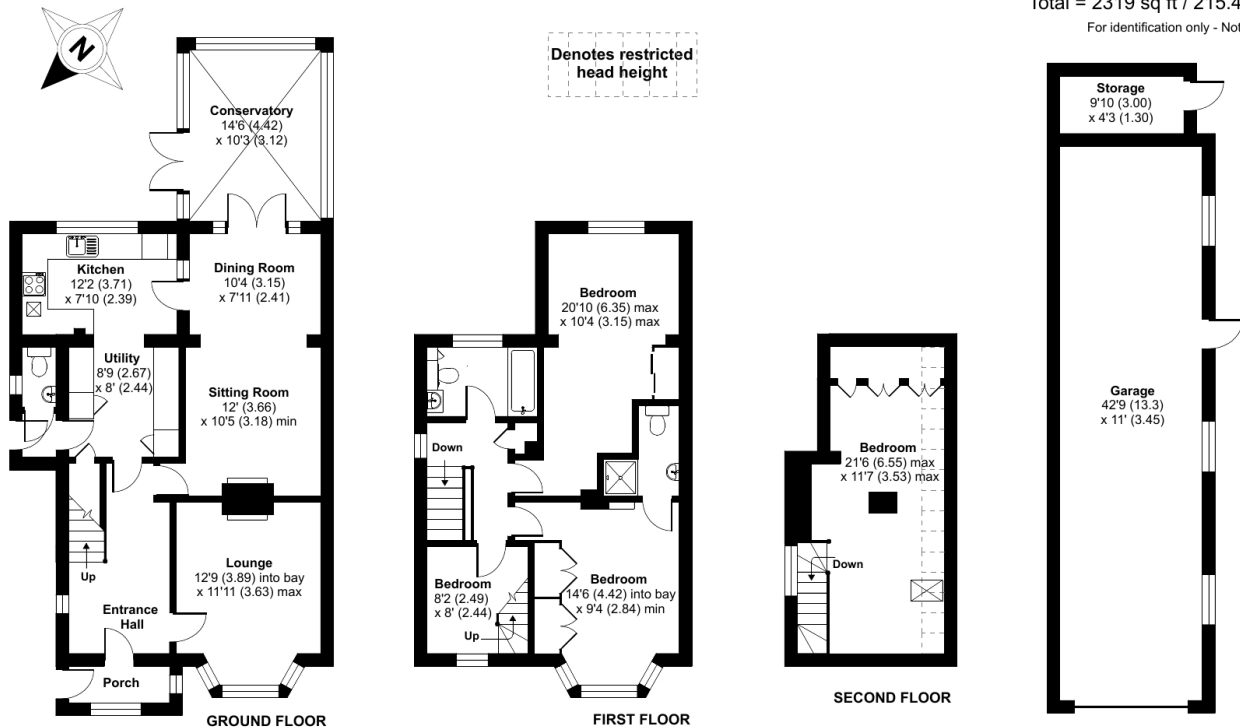 Total = 2319 sq ft / 215.4
For identification only - Not
N
Denotes restricted
head height
Conservatory
14'6 (4.42)
x 10'3 (3.12)
Kitchen
12'2 (3.71)
x 7'10 (2.39)
Dining Room
10'4 (3.15)
x 7'11 (2.41)
Utility
8'9 (2.67)
x 8' (2.44)
Sitting Room
12' (3.66)
x 10'5 (3.18) min
Up
Lounge
12'9 (3.89) into bay
x 11'11 (3.63) max
Entrance
Hall
Porch
GROUND FLOOR
Bedroom
20'10 (6.35) max
x 10'4 (3.15) max
Down
Bedroom
8'2 (2.49)
x 8' (2.44)
Up
Bedroom
14'6 (4.42) into bay
x 9'4 (2.84) min
FIRST FLOOR
Bedroom
21'6 (6.55) max
x 11'7 (3.53) max
Down
SECOND FLOOR
Storage
9'10 (3.00)
x 4'3 (1.30)
Garage
42'9 (13.3)
x 11' (3.45)